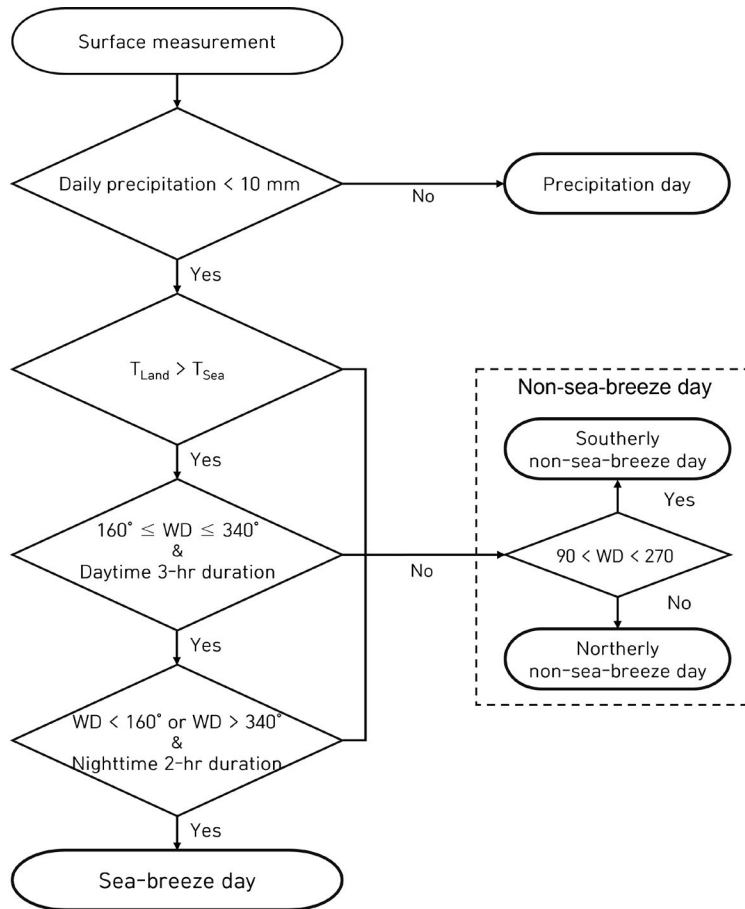 Surface measurement
Daily precipitation < 10 mm
No
Precipitation day
Yes
T_Land > T_Sea
Non-sea-breeze day
Southerly
non-sea-breeze day
Yes
Yes
160° ≤ WD ≤ 340°
&
Daytime 3-hr duration
No
90 < WD < 270
No
Northerly
non-sea-breeze day
Yes
WD < 160° or WD > 340°
&
Nighttime 2-hr duration
Yes
Sea-breeze day